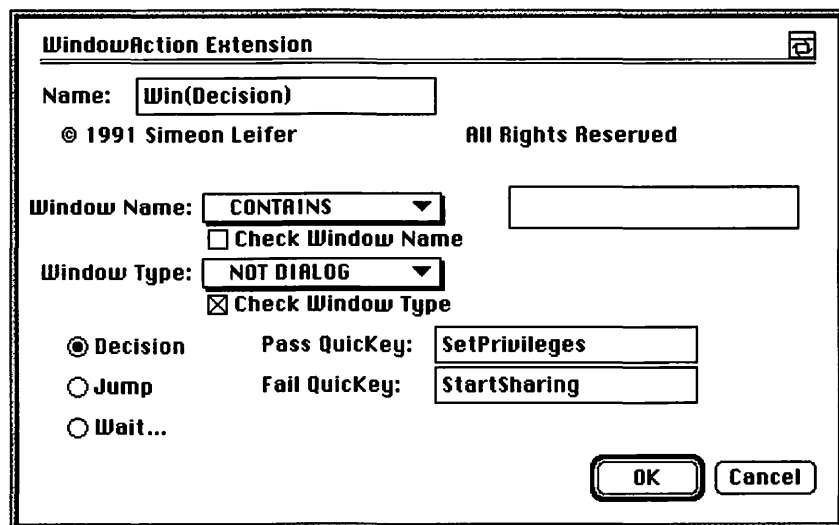 WindowAction Extension
Name: Win(Decision)
© 1991 Simeon Leifer All Rights Reserved
Window Name: CONTAINS
Check Window Name
Window Type: NOT DIALOG
Check Window Type
Decision Pass QuicKey: SetPrivileges
Jump Fail QuicKey: StartSharing
Wait...
OK Cancel